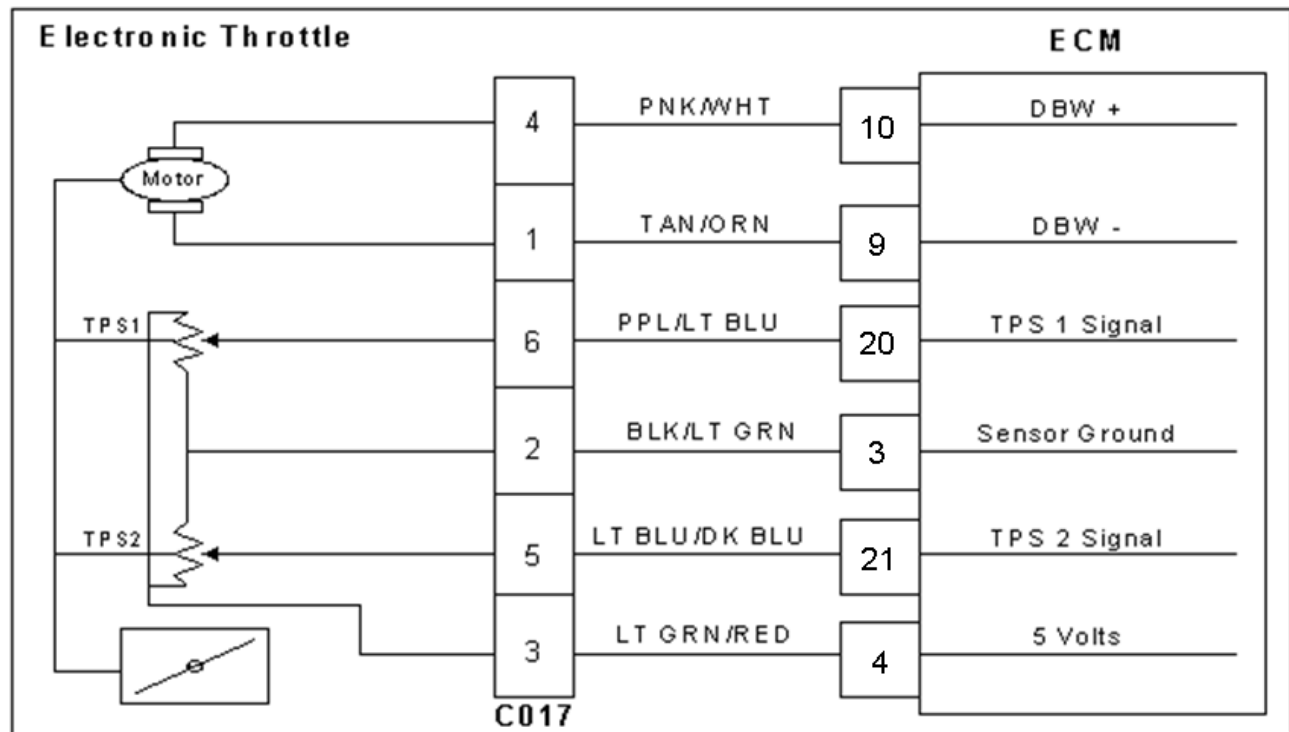 Electronic Throttle
ECM
4 PNK/WHT 10 DBW +
Motor
1 TAN/ORN 9 DBW -
TPS1 6 PPL/LT BLU 20 TPS 1 Signal
2 BLK/LT GRN 3 Sensor Ground
TPS2 5 LT BLU/DK BLU 21 TPS 2 Signal
3 LT GRN/RED 4 5 Volts
C017